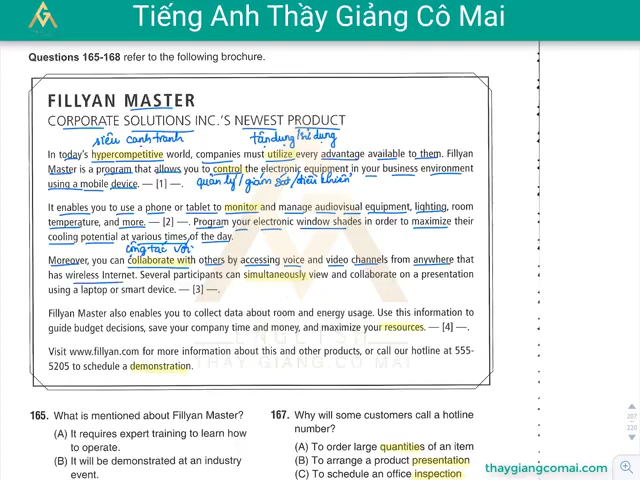 Tiếng Anh Thầy Giảng Cô Mai
Questions 165-168 refer to the following brochure.
FILLYAN MASTER
CORPORATE SOLUTIONS INC.'S NEWEST PRODUCT
siêu cạnh tranh
tận dụng/sử dụng
In today's hypercompetitive world, companies must utilize every advantage available to them. Fillyan
Master is a program that allows you to control the electronic equipment in your business environment
using a mobile device. — [1] —.
quản lý/giám sát/điều khiển
It enables you to use a phone or tablet to monitor and manage audiovisual equipment, lighting, room
temperature, and more. — [2] —. Program your electronic window shades in order to maximize their
cooling potential at various times of the day.
cộng tác với
Moreover, you can collaborate with others by accessing voice and video channels from anywhere that
has wireless Internet. Several participants can simultaneously view and collaborate on a presentation
using a laptop or smart device. — [3] —.
Fillyan Master also enables you to collect data about room and energy usage. Use this information to
guide budget decisions, save your company time and money, and maximize your resources. — [4] —.
ENGLISH
Visit www.fillyan.com for more information about this and other products, or call our hotline at 555-
5205 to schedule a demonstration.
THAY GIANG CO MAI
165. What is mentioned about Fillyan Master?
(A) It requires expert training to learn how
to operate.
(B) It will be demonstrated at an industry
event.
167. Why will some customers call a hotline
number?
(A) To order large quantities of an item
(B) To arrange a product presentation
(C) To schedule an office inspection
207
220
thaygiangcomai.com